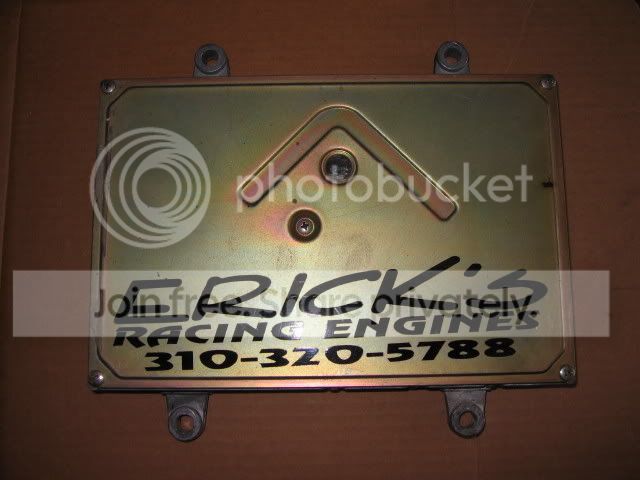 photobucket
ERICK'S
Join free. Share privately.
RACING ENGINES
310-320-5788